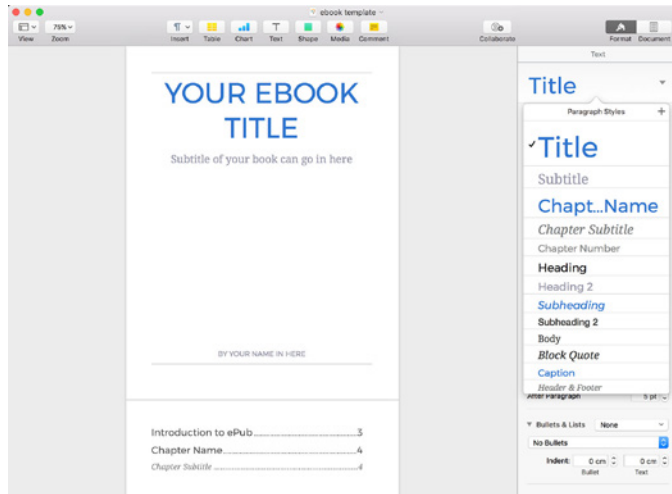 ebook template
75%
View Zoom Insert Table Chart Text Shape Media Comment Collaborate Format Document
Text
YOUR EBOOK
TITLE
Subtitle of your book can go in here
BY YOUR NAME IN HERE
Introduction to ePub 3
Chapter Name 4
Chapter Subtitle 4
Title
Paragraph Styles
Title
Subtitle
Chapt...Name
Chapter Subtitle
Chapter Number
Heading
Heading 2
Subheading
Subheading 2
Body
Block Quote
Caption
Header & Footer
After Paragraph 5 pt
Bullets & Lists None
No Bullets
Indent: 0 cm 0 cm
Bullet Text